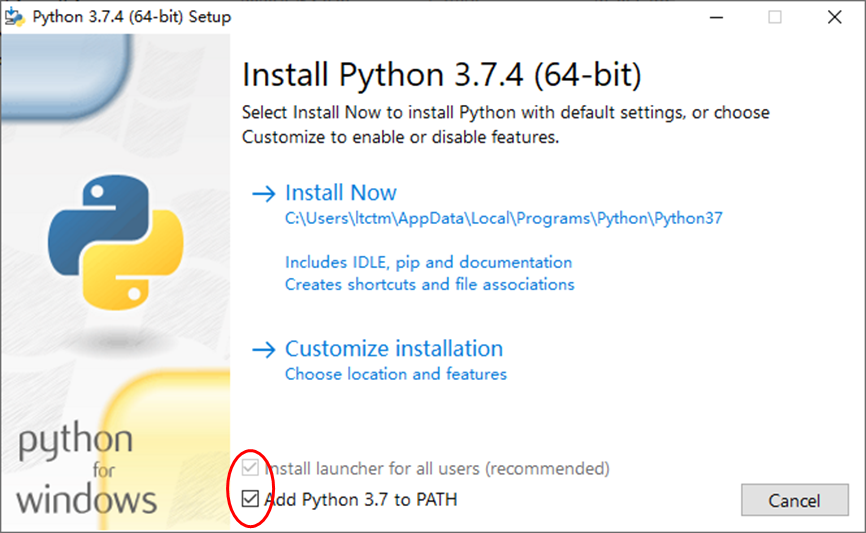 Python 3.7.4 (64-bit) Setup
Install Python 3.7.4 (64-bit)
Select Install Now to install Python with default settings, or choose
Customize to enable or disable features.
Install Now
C:\Users\ltctm\AppData\Local\Programs\Python\Python37
Includes IDLE, pip and documentation
Creates shortcuts and file associations
Customize installation
Choose location and features
python
for
windows
Install launcher for all users (recommended)
Add Python 3.7 to PATH
Cancel